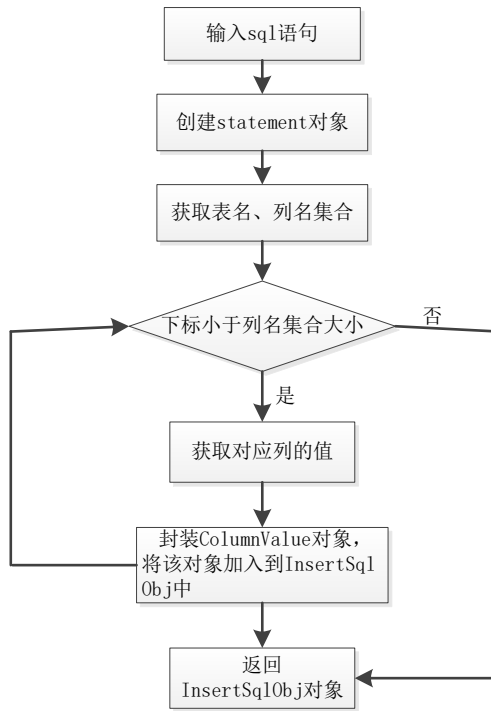 输入sql语句
创建statement对象
获取表名、列名集合
下标小于列名集合大小
否
是
获取对应列的值
封装ColumnValue对象，
将该对象加入到InsertSql
Obj中
返回
InsertSqlObj对象